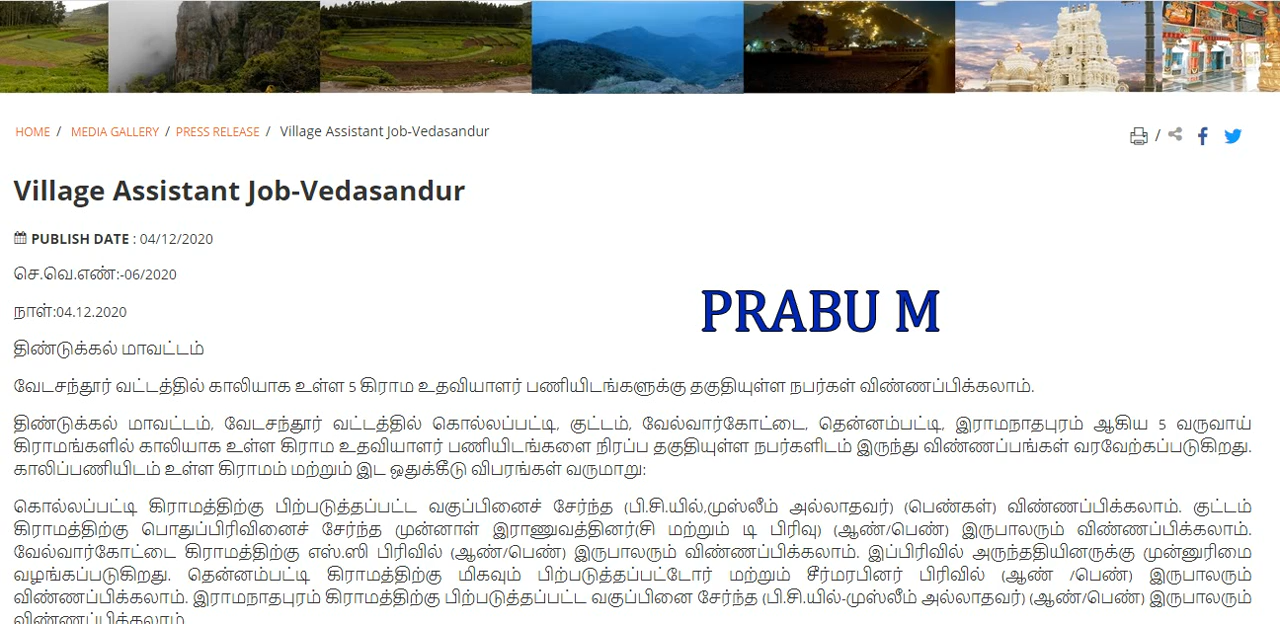 HOME / MEDIA GALLERY / PRESS RELEASE / Village Assistant Job-Vedasandur
/
Village Assistant Job-Vedasandur
PUBLISH DATE : 04/12/2020
செ.வெ.எண்:-06/2020
நாள்:04.12.2020
PRABU M
திண்டுக்கல் மாவட்டம்
வேடசந்தூர் வட்டத்தில் காலியாக உள்ள 5 கிராம உதவியாளர் பணியிடங்களுக்கு தகுதியுள்ள நபர்கள் விண்ணப்பிக்கலாம்.
திண்டுக்கல் மாவட்டம், வேடசந்தூர் வட்டத்தில் கொல்லப்பட்டி, குட்டம், வேல்வார்கோட்டை, தென்னம்பட்டி, இராமநாதபுரம் ஆகிய 5 வருவாய்
கிராமங்களில் காலியாக உள்ள கிராம உதவியாளர் பணியிடங்களை நிரப்ப தகுதியுள்ள நபர்களிடம் இருந்து விண்ணப்பங்கள் வரவேற்கப்படுகிறது.
காலிப்பணியிடம் உள்ள கிராமம் மற்றும் இட ஒதுக்கீடு விபரங்கள் வருமாறு:
கொல்லப்பட்டி கிராமத்திற்கு பிற்படுத்தப்பட்ட வகுப்பினைச் சேர்ந்த (பி.சி.யில்,முஸ்லீம் அல்லாதவர்) (பெண்கள்) விண்ணப்பிக்கலாம். குட்டம்
கிராமத்திற்கு பொதுப்பிரிவினைச் சேர்ந்த முன்னாள் இராணுவத்தினர்(சி மற்றும் டி பிரிவு) (ஆண்/பெண்) இருபாலரும் விண்ணப்பிக்கலாம்.
வேல்வார்கோட்டை கிராமத்திற்கு எஸ்.ஸி பிரிவில் (ஆண்/பெண்) இருபாலரும் விண்ணப்பிக்கலாம். இப்பிரிவில் அருந்ததியினருக்கு முன்னுரிமை
வழங்கப்படுகிறது. தென்னம்பட்டி கிராமத்திற்கு மிகவும் பிற்படுத்தப்பட்டோர் மற்றும் சீர்மரபினர் பிரிவில் (ஆண் /பெண்) இருபாலரும்
விண்ணப்பிக்கலாம். இராமநாதபுரம் கிராமத்திற்கு பிற்படுத்தப்பட்ட வகுப்பினை சேர்ந்த (பி.சி.யில்-முஸ்லீம் அல்லாதவர்) (ஆண்/பெண்) இருபாலரும்
விண்ணப்பிக்கலாம்.